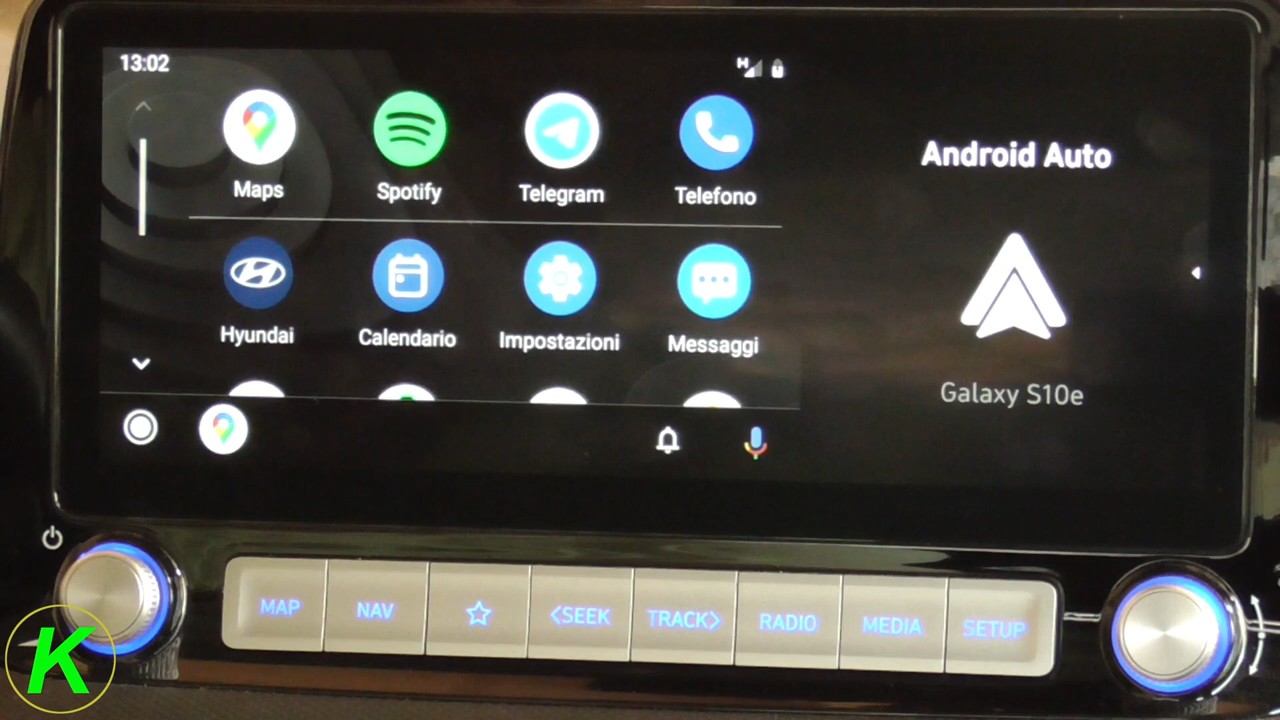 13:02
H
Maps Spotify Telegram Telefono
Android Auto
Hyundai Calendario Impostazioni Messaggi
Galaxy S10e
MAP NAV <SEEK TRACK> RADIO MEDIA SETUP
K